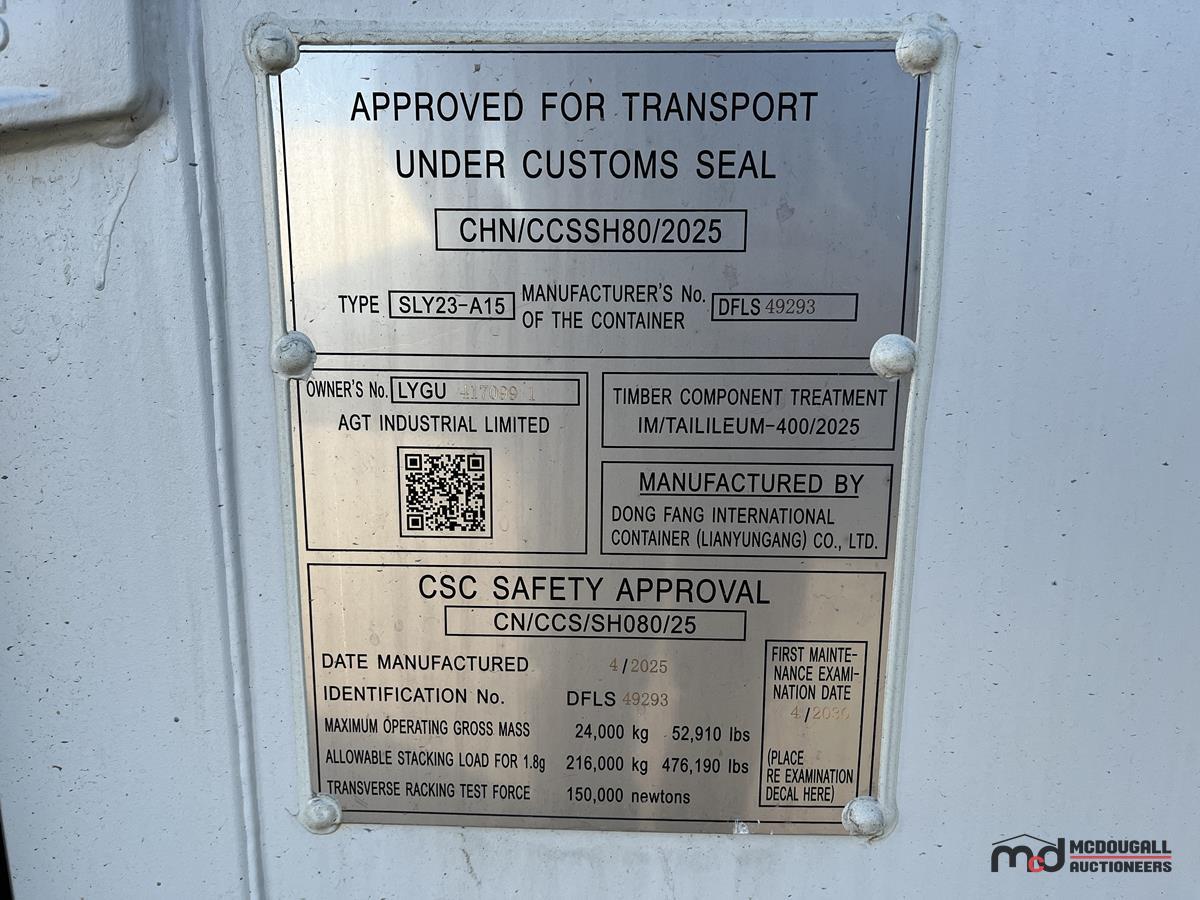 APPROVED FOR TRANSPORT
UNDER CUSTOMS SEAL
CHN/CCSSH80/2025
TYPE SLY23-A15 MANUFACTURER'S No. OF THE CONTAINER DFLS 49293
OWNER'S No. LYGU 417099 1
AGT INDUSTRIAL LIMITED
TIMBER COMPONENT TREATMENT
IM/TAILILEUM-400/2025
MANUFACTURED BY
DONG FANG INTERNATIONAL
CONTAINER (LIANYUNGANG) CO., LTD.
CSC SAFETY APPROVAL
CN/CCS/SH080/25
DATE MANUFACTURED 4/2025
IDENTIFICATION No. DFLS 49293
MAXIMUM OPERATING GROSS MASS 24,000 kg 52,910 lbs
ALLOWABLE STACKING LOAD FOR 1.8g 216,000 kg 476,190 lbs
TRANSVERSE RACKING TEST FORCE 150,000 newtons
FIRST MAINTE-
NANCE EXAMI-
NATION DATE
4/2030
(PLACE
RE EXAMINATION
DECAL HERE)
mcd MCDOUGALL
AUCTIONEERS